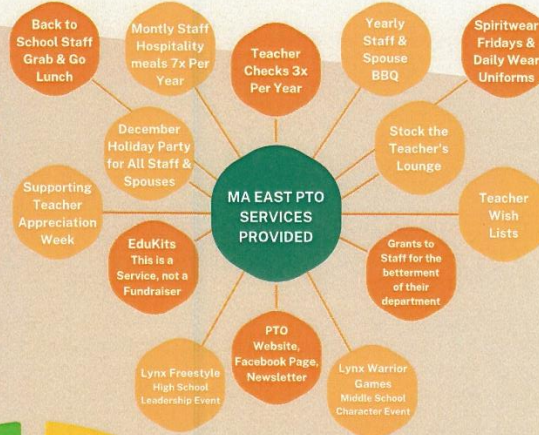 Back to
School Staff
Grab & Go
Lunch
Montly Staff
Hospitality
meals 7x Per
Year
Teacher
Checks 3x
Per Year
Yearly
Staff &
Spouse
BBQ
Spiritwear
Fridays &
Daily Wear
Uniforms
December
Holiday Party
for All Staff &
Spouses
Stock the
Teacher's
Lounge
Supporting
Teacher
Appreciation
Week
MA EAST PTO
SERVICES
PROVIDED
Teacher
Wish
Lists
EduKits
This is a
Service, not a
Fundraiser
Grants to
Staff for the
betterment
of their
department
Lynx Freestyle
High School
Leadership Event
PTO
Website,
Facebook Page,
Newsletter
Lynx Warrior
Games
Middle School
Character Event